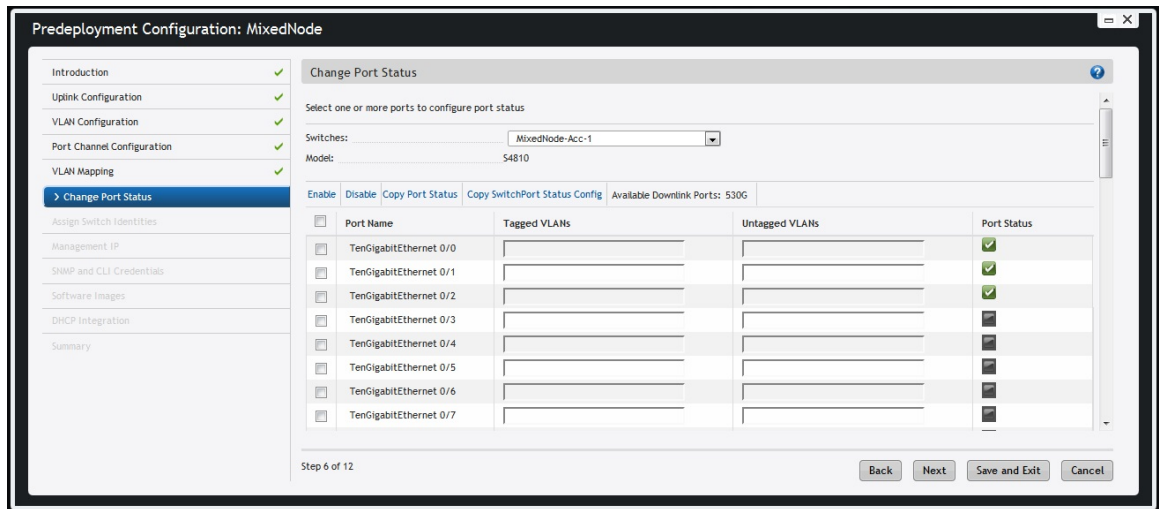 Predeployment Configuration: MixedNode
Introduction
Uplink Configuration
VLAN Configuration
Port Channel Configuration
VLAN Mapping
> Change Port Status
Assign Switch Identities
Management IP
SNMP and CLI Credentials
Software Images
DHCP Integration
Summary
Change Port Status
Select one or more ports to configure port status
Switches: MixedNode-Acc-1
Model: S4810
Enable Disable Copy Port Status Copy SwitchPort Status Config Available Downlink Ports: 530G
Port Name Tagged VLANs Untagged VLANs Port Status
TenGigabitEthernet 0/0
TenGigabitEthernet 0/1
TenGigabitEthernet 0/2
TenGigabitEthernet 0/3
TenGigabitEthernet 0/4
TenGigabitEthernet 0/5
TenGigabitEthernet 0/6
TenGigabitEthernet 0/7
Step 6 of 12
Back Next Save and Exit Cancel